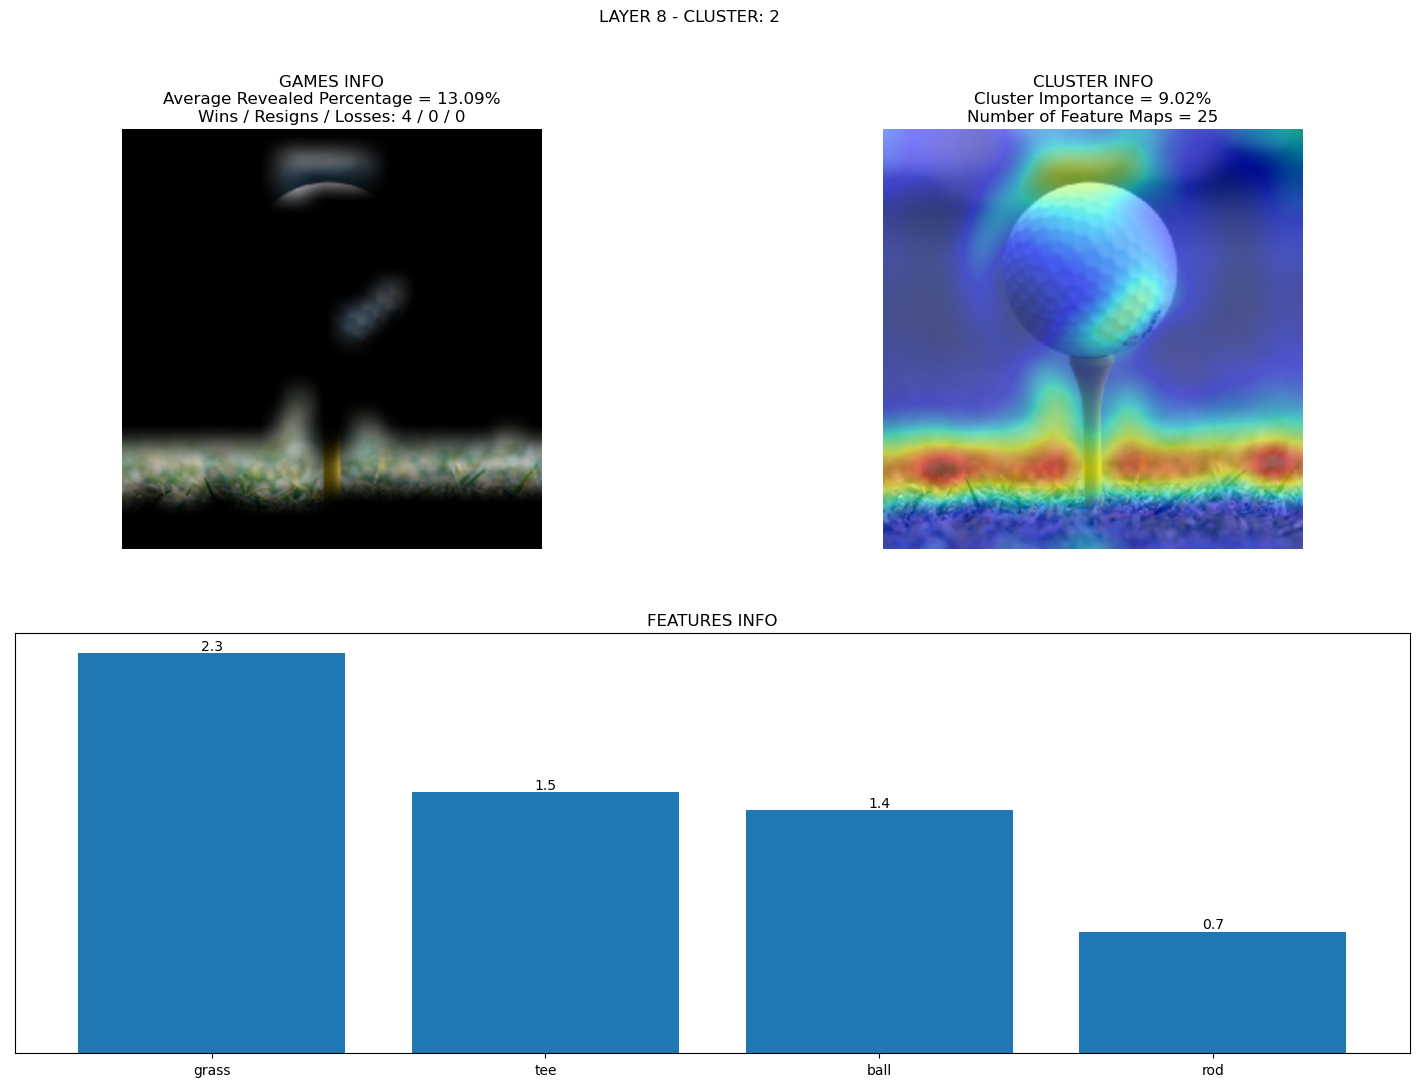 LAYER 8 - CLUSTER: 2
GAMES INFO
Average Revealed Percentage = 13.09%
Wins / Resigns / Losses: 4 / 0 / 0
CLUSTER INFO
Cluster Importance = 9.02%
Number of Feature Maps = 25
FEATURES INFO
2.3
1.5
1.4
0.7
grass
tee
ball
rod